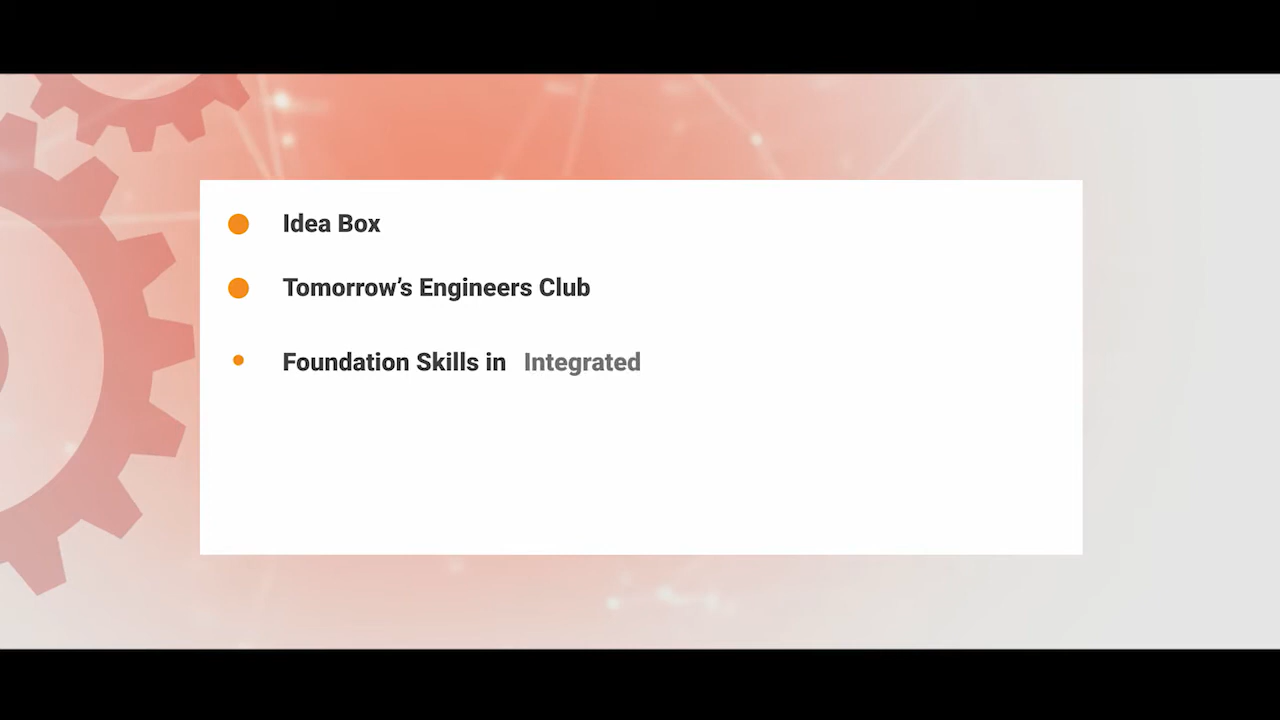 Idea Box
Tomorrow’s Engineers Club
Foundation Skills in Integrated